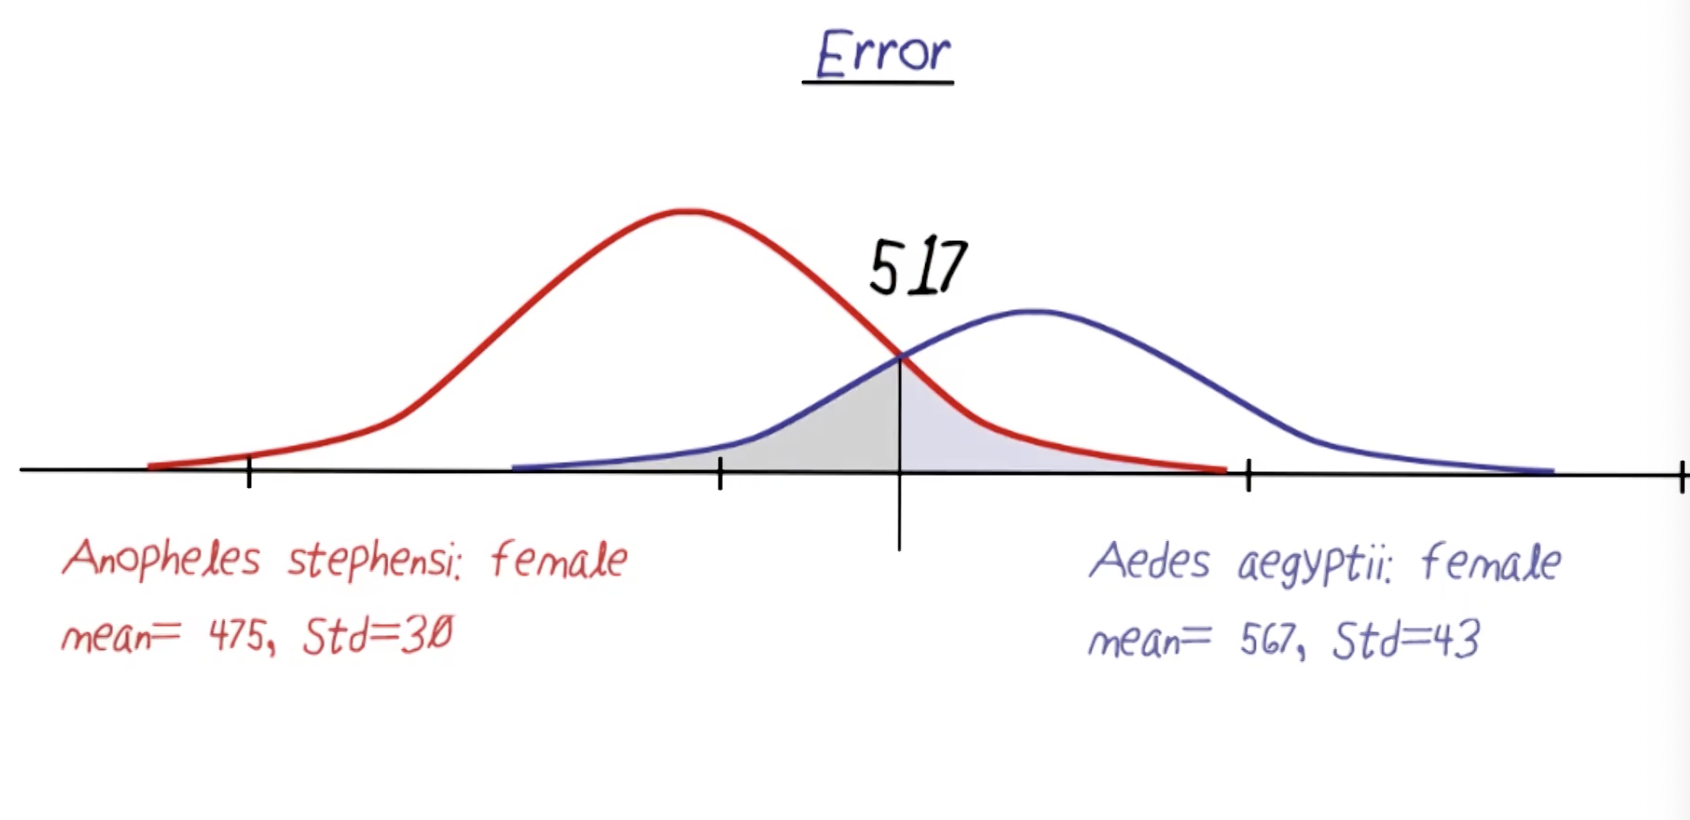 Error
517
Anopheles stephensi: female
mean= 475, Std=30
Aedes aegyptii: female
mean= 567, Std=43